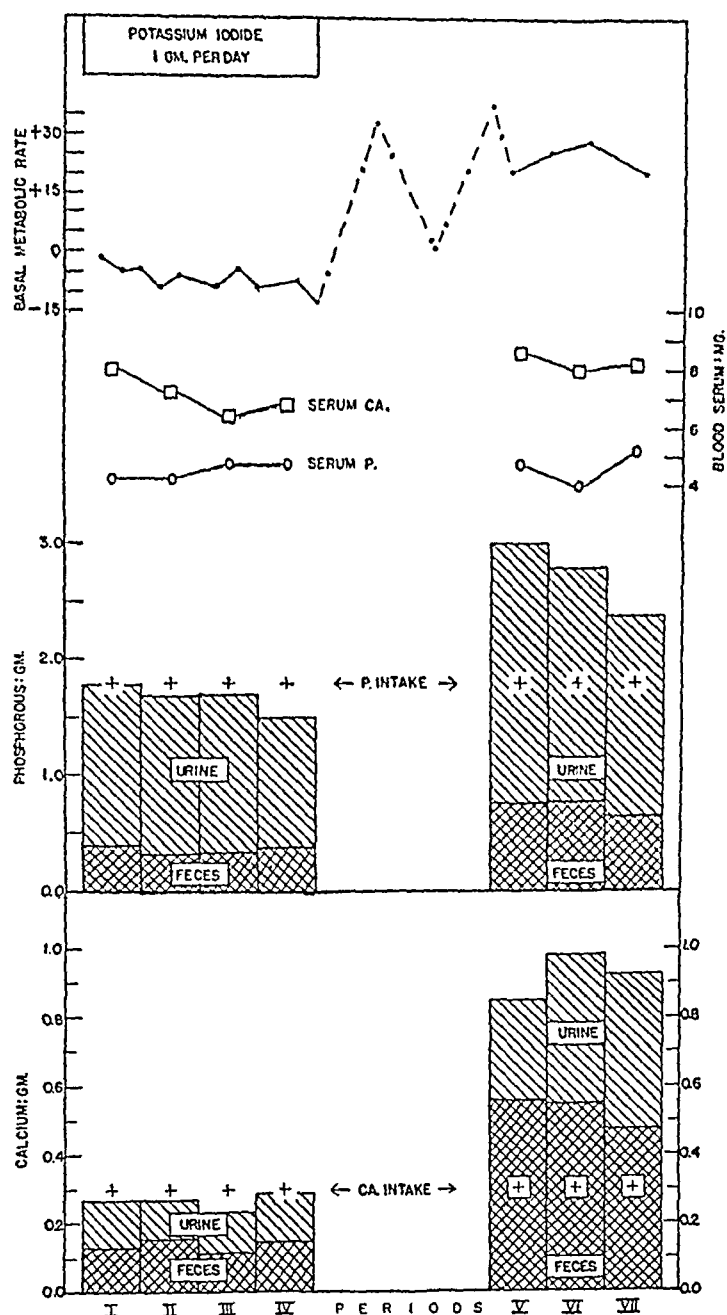 POTASSIUM IODIDE
1 GM. PER DAY
BASAL METABOLIC RATE
+30
+15
0
-15
10
8
6
4
BLOOD SERUM: MG.
SERUM CA.
SERUM P.
PHOSPHOROUS: GM.
3.0
2.0
1.0
0.0
← P. INTAKE →
URINE
URINE
FECES
FECES
CALCIUM: GM.
1.0
0.8
0.6
0.4
0.2
0.0
1.0
0.8
0.6
0.4
0.2
0.0
URINE
← CA. INTAKE →
URINE
FECES
FECES
I II III IV PERIODS V VI VII